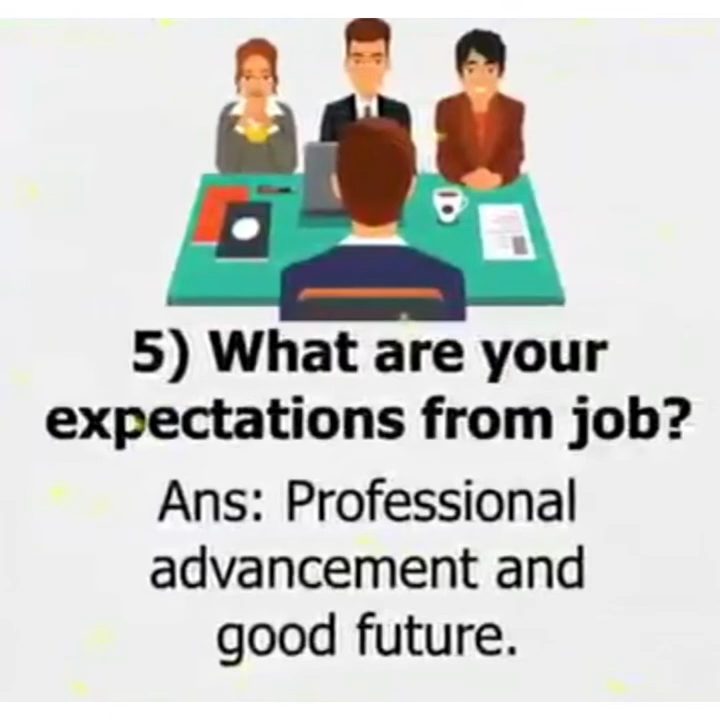 5) What are your
expectations from job?
Ans: Professional
advancement and
good future.